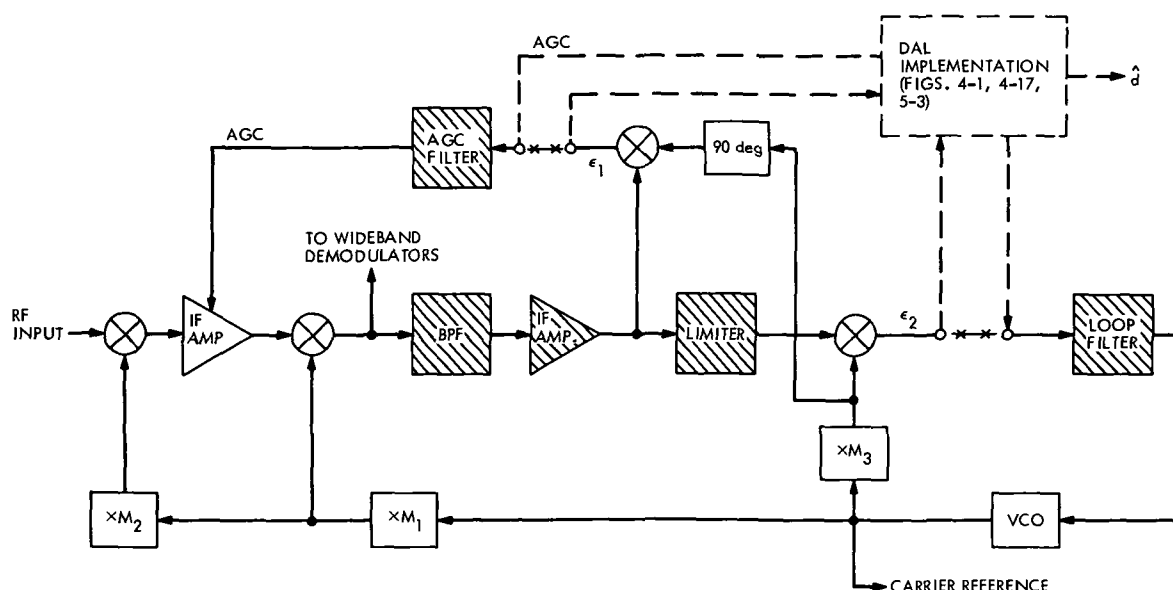 AGC
DAL
IMPLEMENTATION
(FIGS. 4-1, 4-17,
5-3)
d̂
AGC
AGC
FILTER
ε1
90 deg
TO WIDEBAND
DEMODULATORS
RF
INPUT
IF
AMP
BPF
IF
AMP
LIMITER
ε2
LOOP
FILTER
×M3
×M2
×M1
VCO
CARRIER REFERENCE